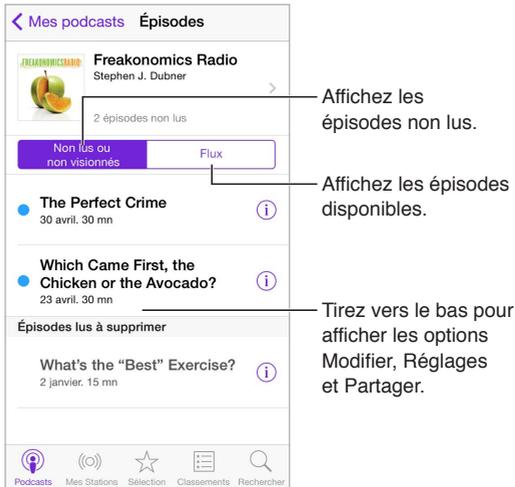 Mes podcasts Épisodes
FREAKONOMICSRADIO
Freakonomics Radio
Stephen J. Dubner
2 épisodes non lus
Non lus ou
non visionnés
Flux
The Perfect Crime
30 avril. 30 mn
Which Came First, the
Chicken or the Avocado?
23 avril. 30 mn
Épisodes lus à supprimer
What's the “Best” Exercise?
2 janvier. 15 mn
Podcasts Mes Stations Sélection Classements Rechercher
Affichez les
épisodes non lus.
Affichez les épisodes
disponibles.
Tirez vers le bas pour
afficher les options
Modifier, Réglages
et Partager.